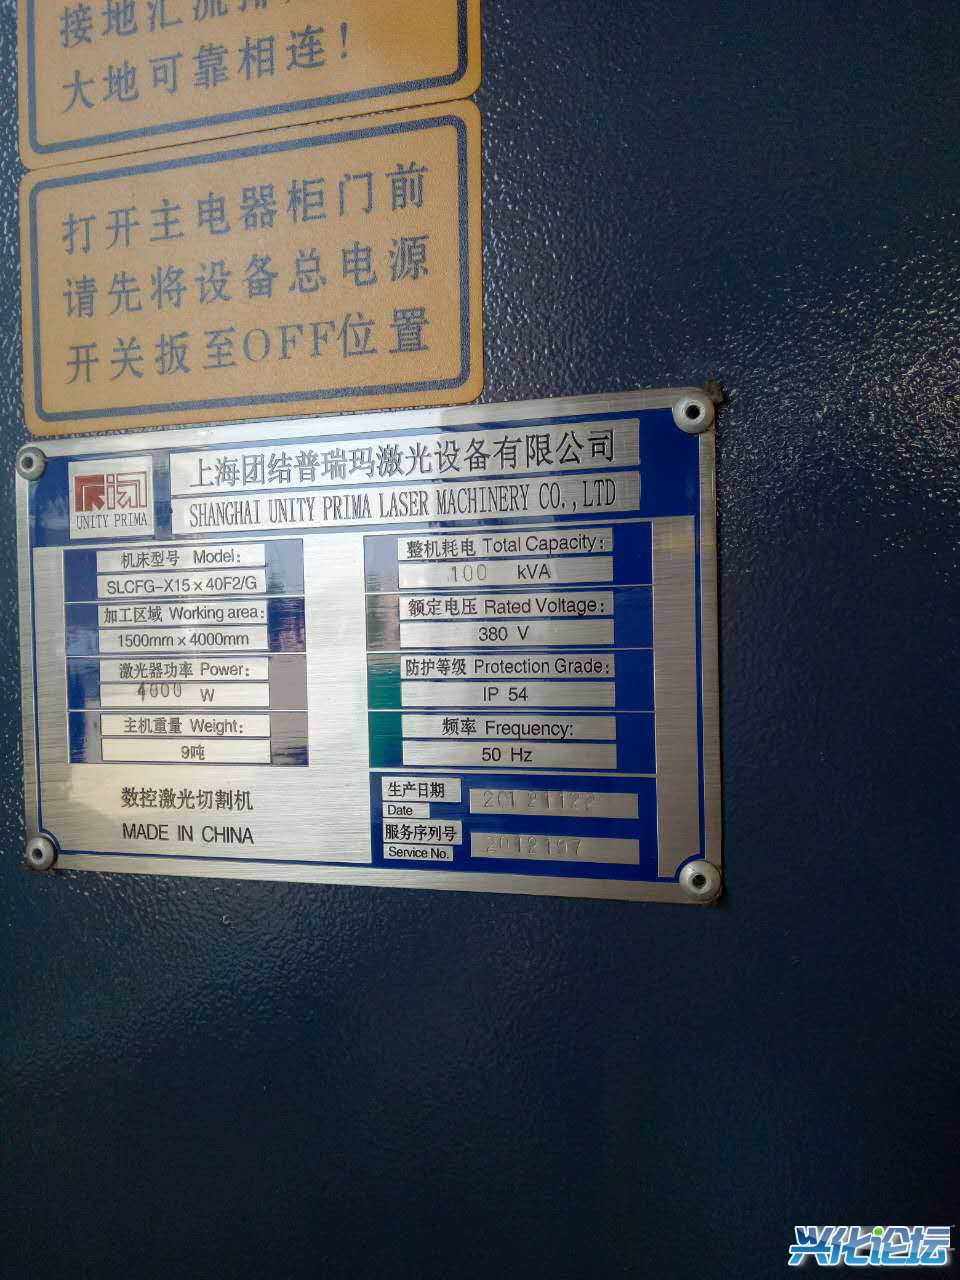 接地汇流排
大地可靠相连！
打开主电器柜门前
请先将设备总电源
开关扳至OFF位置
UNITY PRIMA
上海团结普瑞玛激光设备有限公司
SHANGHAI UNITY PRIMA LASER MACHINERY CO.,LTD
机床型号 Model:
SLCFG-X15×40F2/G
加工区域 Working area:
1500mm×4000mm
激光器功率 Power:
4000 W
主机重量 Weight:
9吨
数控激光切割机
MADE IN CHINA
整机耗电 Total Capacity:
100 kVA
额定电压 Rated Voltage:
380 V
防护等级 Protection Grade:
IP 54
频率 Frequency:
50 Hz
生产日期
Date
20121122
服务序列号
Service No.
2012197
兴化论坛